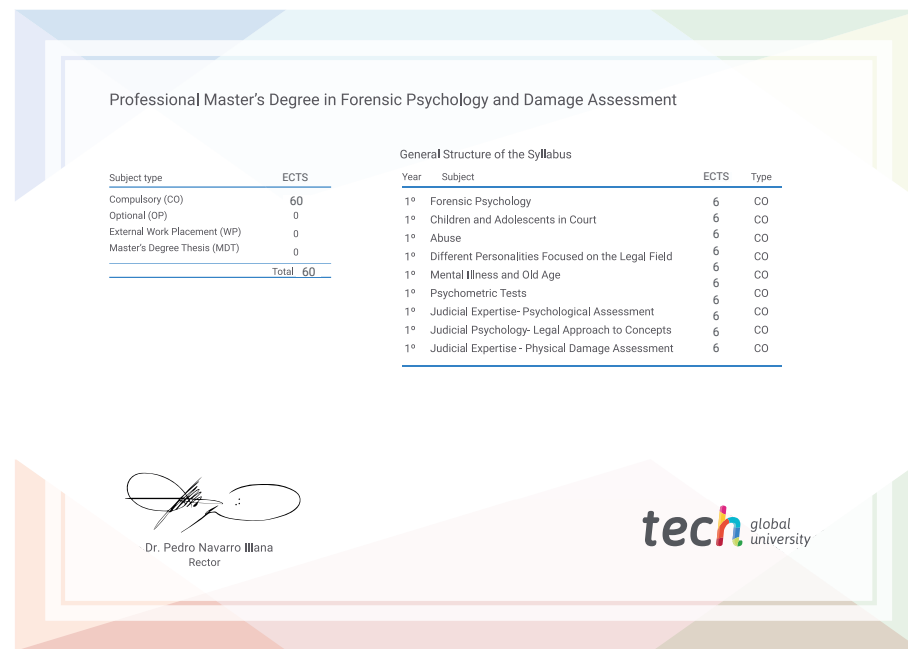 Professional Master's Degree in Forensic Psychology and Damage Assessment
Subject type ECTS
Compulsory (CO) 60
Optional (OP) 0
External Work Placement (WP) 0
Master's Degree Thesis (MDT) 0
Total 60
General Structure of the Syllabus
Year Subject ECTS Type
1º Forensic Psychology 6 CO
1º Children and Adolescents in Court 6 CO
1º Abuse 6 CO
1º Different Personalities Focused on the Legal Field 6 CO
6
1º Mental Illness and Old Age 6 CO
1º Psychometric Tests 6 CO
1º Judicial Expertise- Psychological Assessment 6 CO
1º Judicial Psychology- Legal Approach to Concepts 6 CO
1º Judicial Expertise - Physical Damage Assessment 6 CO
Dr. Pedro Navarro Illana
Rector
tech global
university